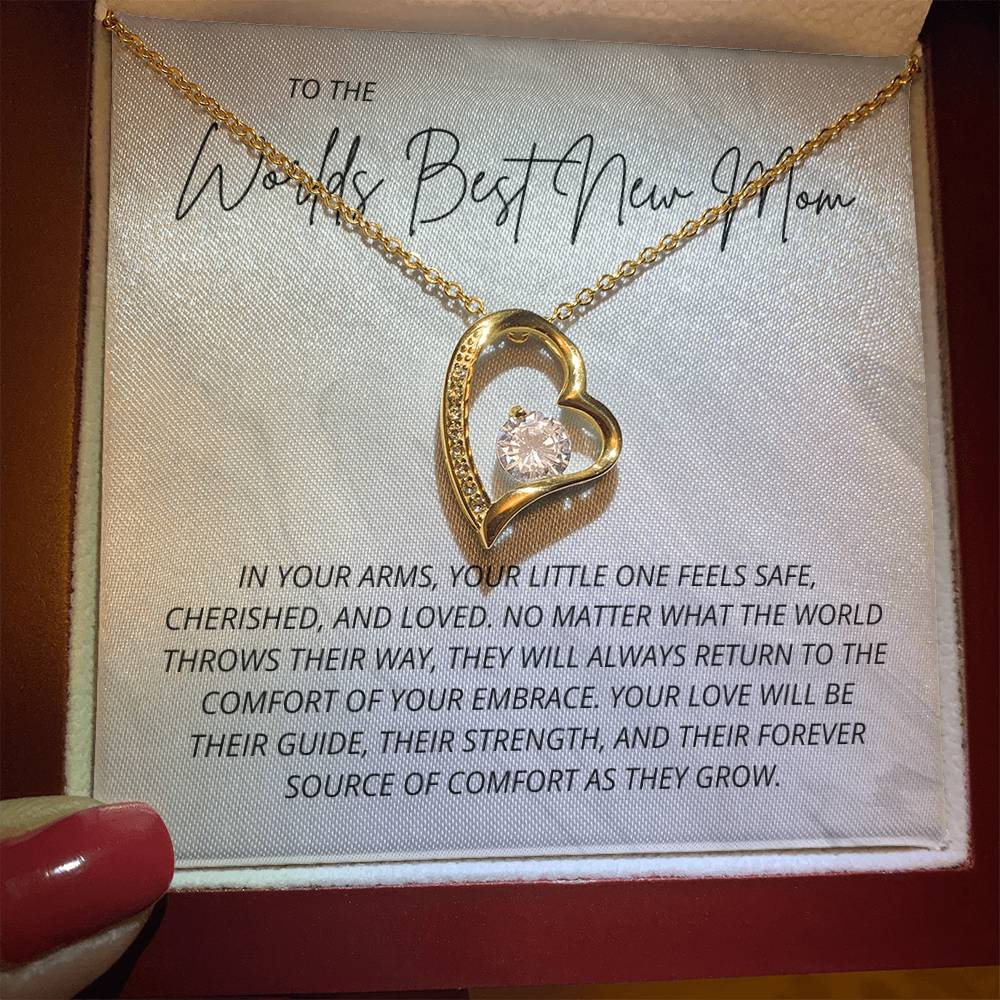 TO THE
Worlds Best New Mom
IN YOUR ARMS, YOUR LITTLE ONE FEELS SAFE,
CHERISHED, AND LOVED. NO MATTER WHAT THE WORLD
THROWS THEIR WAY, THEY WILL ALWAYS RETURN TO THE
COMFORT OF YOUR EMBRACE. YOUR LOVE WILL BE
THEIR GUIDE, THEIR STRENGTH, AND THEIR FOREVER
SOURCE OF COMFORT AS THEY GROW.